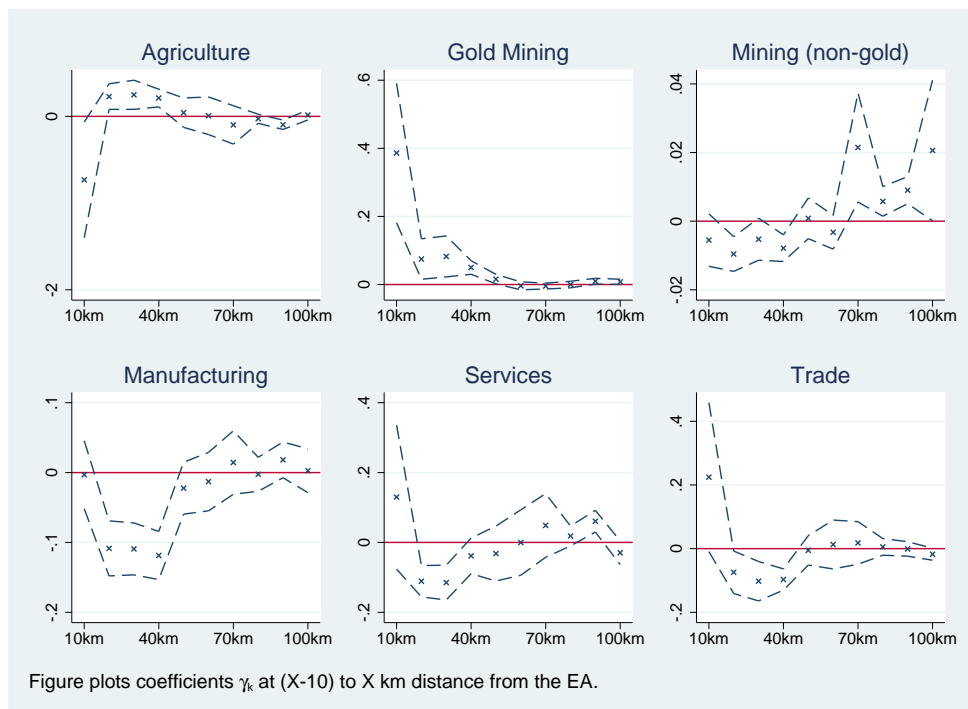 Agriculture
Gold Mining
Mining (non-gold)
0
-2
10km 40km 70km 100km
.6
.4
.2
0
10km 40km 70km 100km
.04
.02
0
-.02
10km 40km 70km 100km
Manufacturing
Services
Trade
.1
0
-.1
-.2
10km 40km 70km 100km
.4
.2
0
-.2
10km 40km 70km 100km
.4
.2
0
-.2
10km 40km 70km 100km
Figure plots coefficients γk at (X-10) to X km distance from the EA.